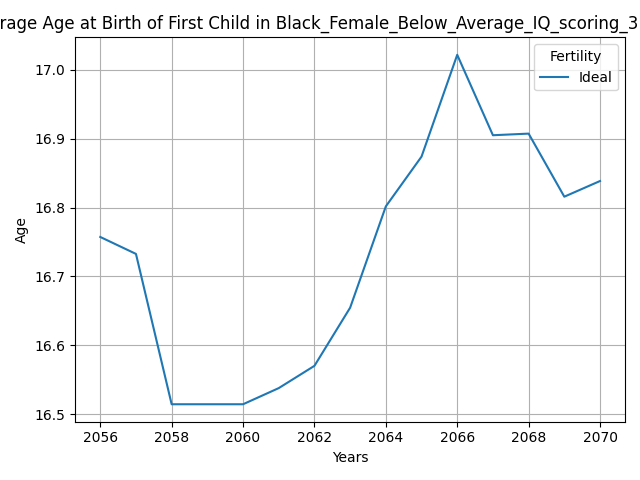 Age at Birth of First Child in Black_Female_Below_Average_IQ_scoring_3
17.0
16.9
16.8
16.7
16.6
16.5
Age
Fertility
Ideal
2056 2058 2060 2062 2064 2066 2068 2070
Years